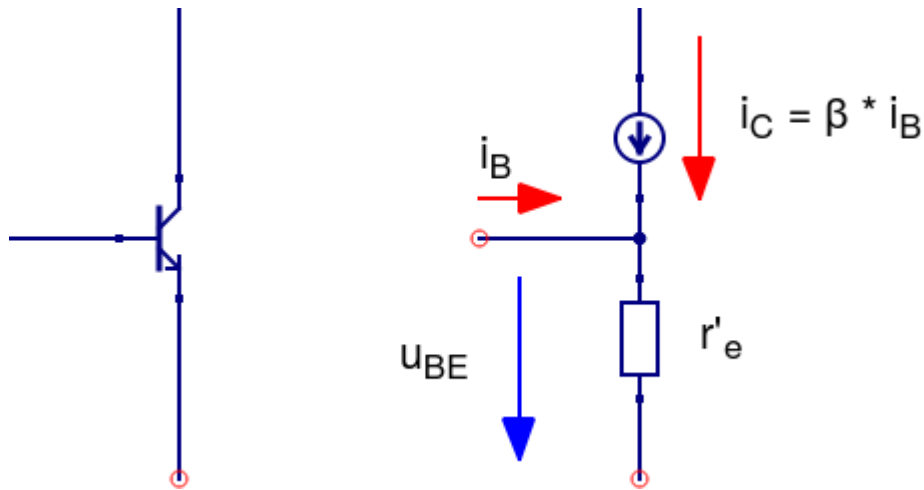 i_C = β * i_B
i_B
r'_e
u_BE